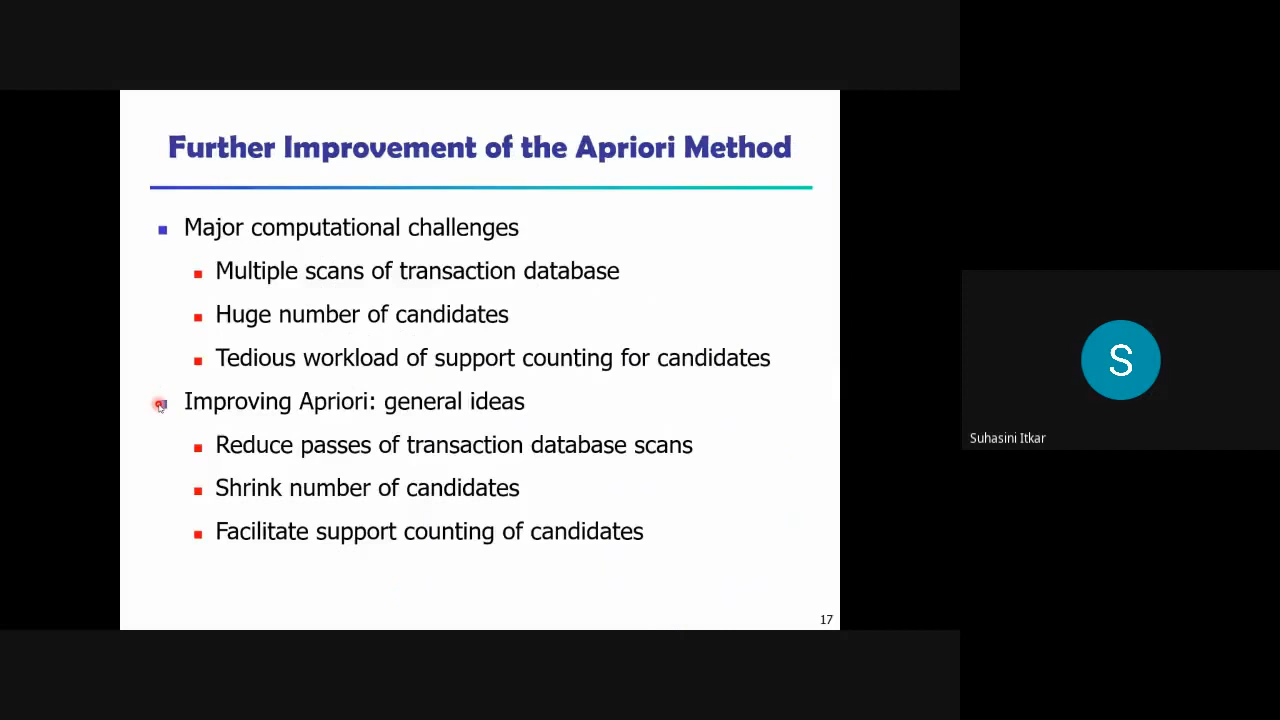 Further Improvement of the Apriori Method
Major computational challenges
Multiple scans of transaction database
Huge number of candidates
Tedious workload of support counting for candidates
Improving Apriori: general ideas
Reduce passes of transaction database scans
Shrink number of candidates
Facilitate support counting of candidates
17
S
Suhasini Itkar